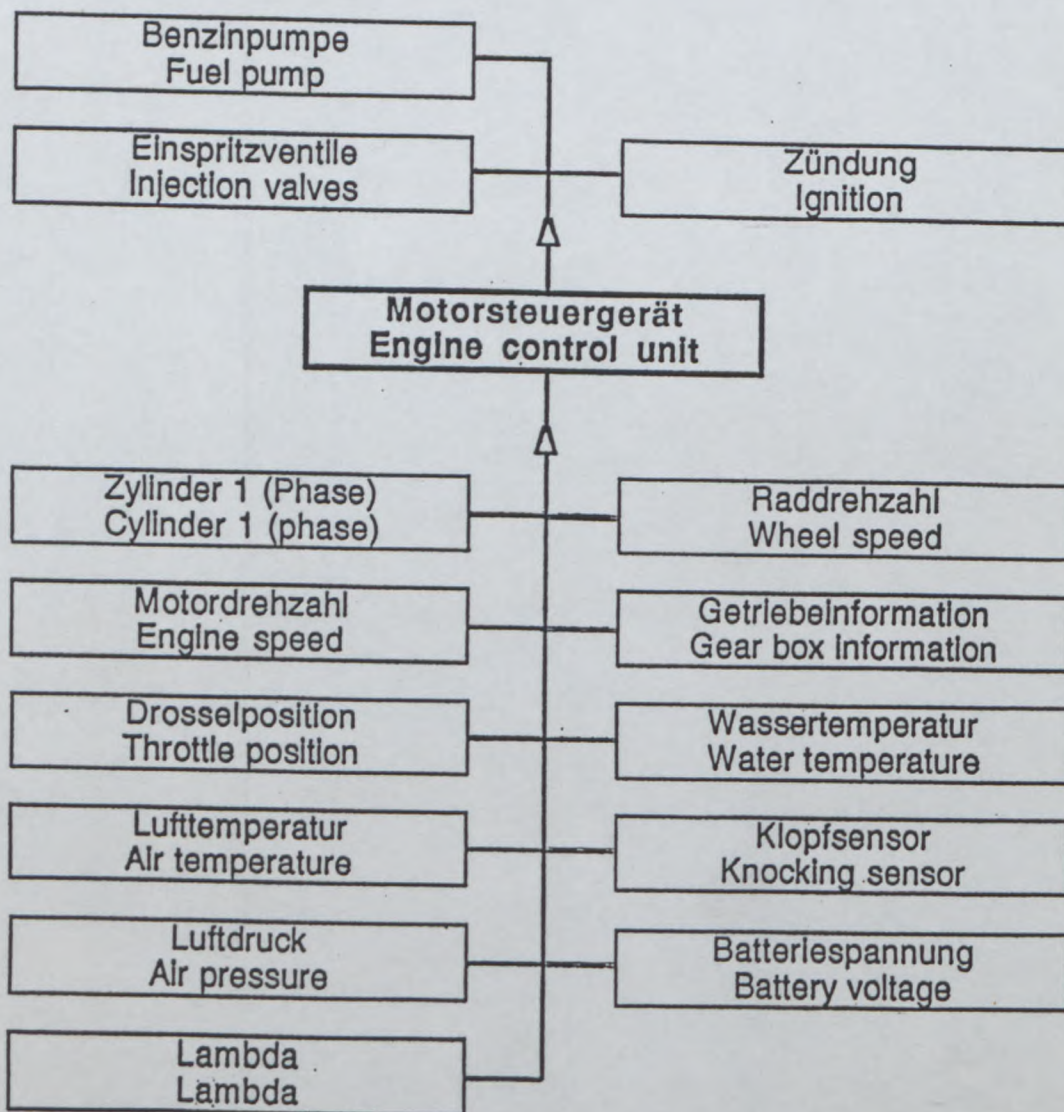 Benzinpumpe
Fuel pump
Einspritzventile
Injection valves
Zündung
Ignition
Motorsteuergerät
Engine control unit
Zylinder 1 (Phase)
Cylinder 1 (phase)
Raddrehzahl
Wheel speed
Motordrehzahl
Engine speed
Getriebeinformation
Gear box information
Drosselposition
Throttle position
Wassertemperatur
Water temperature
Lufttemperatur
Air temperature
Klopfsensor
Knocking sensor
Luftdruck
Air pressure
Batteriespannung
Battery voltage
Lambda
Lambda